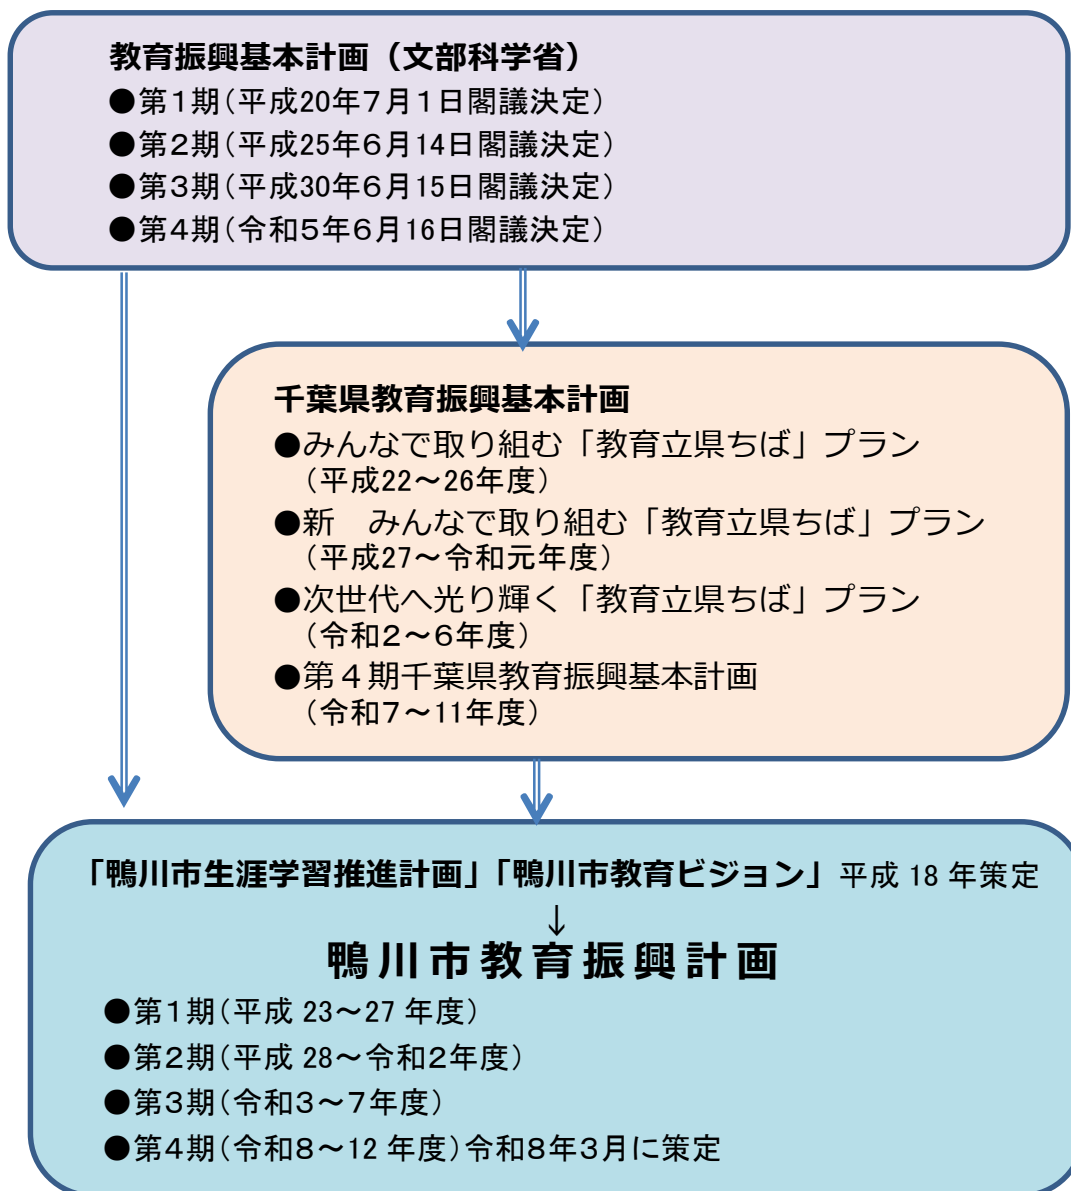 教育振興基本計画（文部科学省）
●第１期（平成20年７月１日閣議決定）
●第２期（平成25年６月14日閣議決定）
●第３期（平成30年６月15日閣議決定）
●第４期（令和５年６月16日閣議決定）
千葉県教育振興基本計画
●みんなで取り組む「教育立県ちば」プラン
（平成22～26年度）
●新　みんなで取り組む「教育立県ちば」プラン
（平成27～令和元年度）
●次世代へ光り輝く「教育立県ちば」プラン
（令和２～６年度）
●第４期千葉県教育振興基本計画
（令和７～11年度）
「鴨川市生涯学習推進計画」「鴨川市教育ビジョン」平成 18 年策定
↓
鴨川市教育振興計画
●第１期（平成 23～27 年度）
●第２期（平成 28～令和２年度）
●第３期（令和３～７年度）
●第４期（令和８～12 年度）令和８年３月に策定